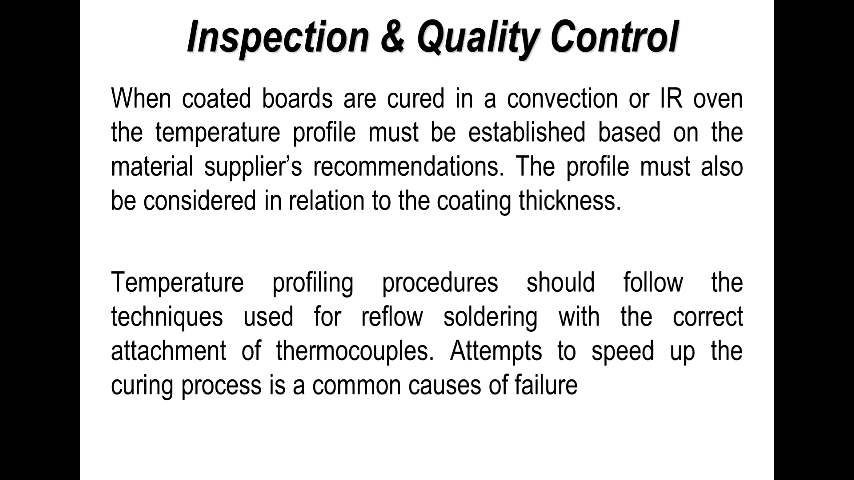 Inspection & Quality Control
When coated boards are cured in a convection or IR oven
the temperature profile must be established based on the
material supplier's recommendations. The profile must also
be considered in relation to the coating thickness.
Temperature profiling procedures should follow the
techniques used for reflow soldering with the correct
attachment of thermocouples. Attempts to speed up the
curing process is a common causes of failure